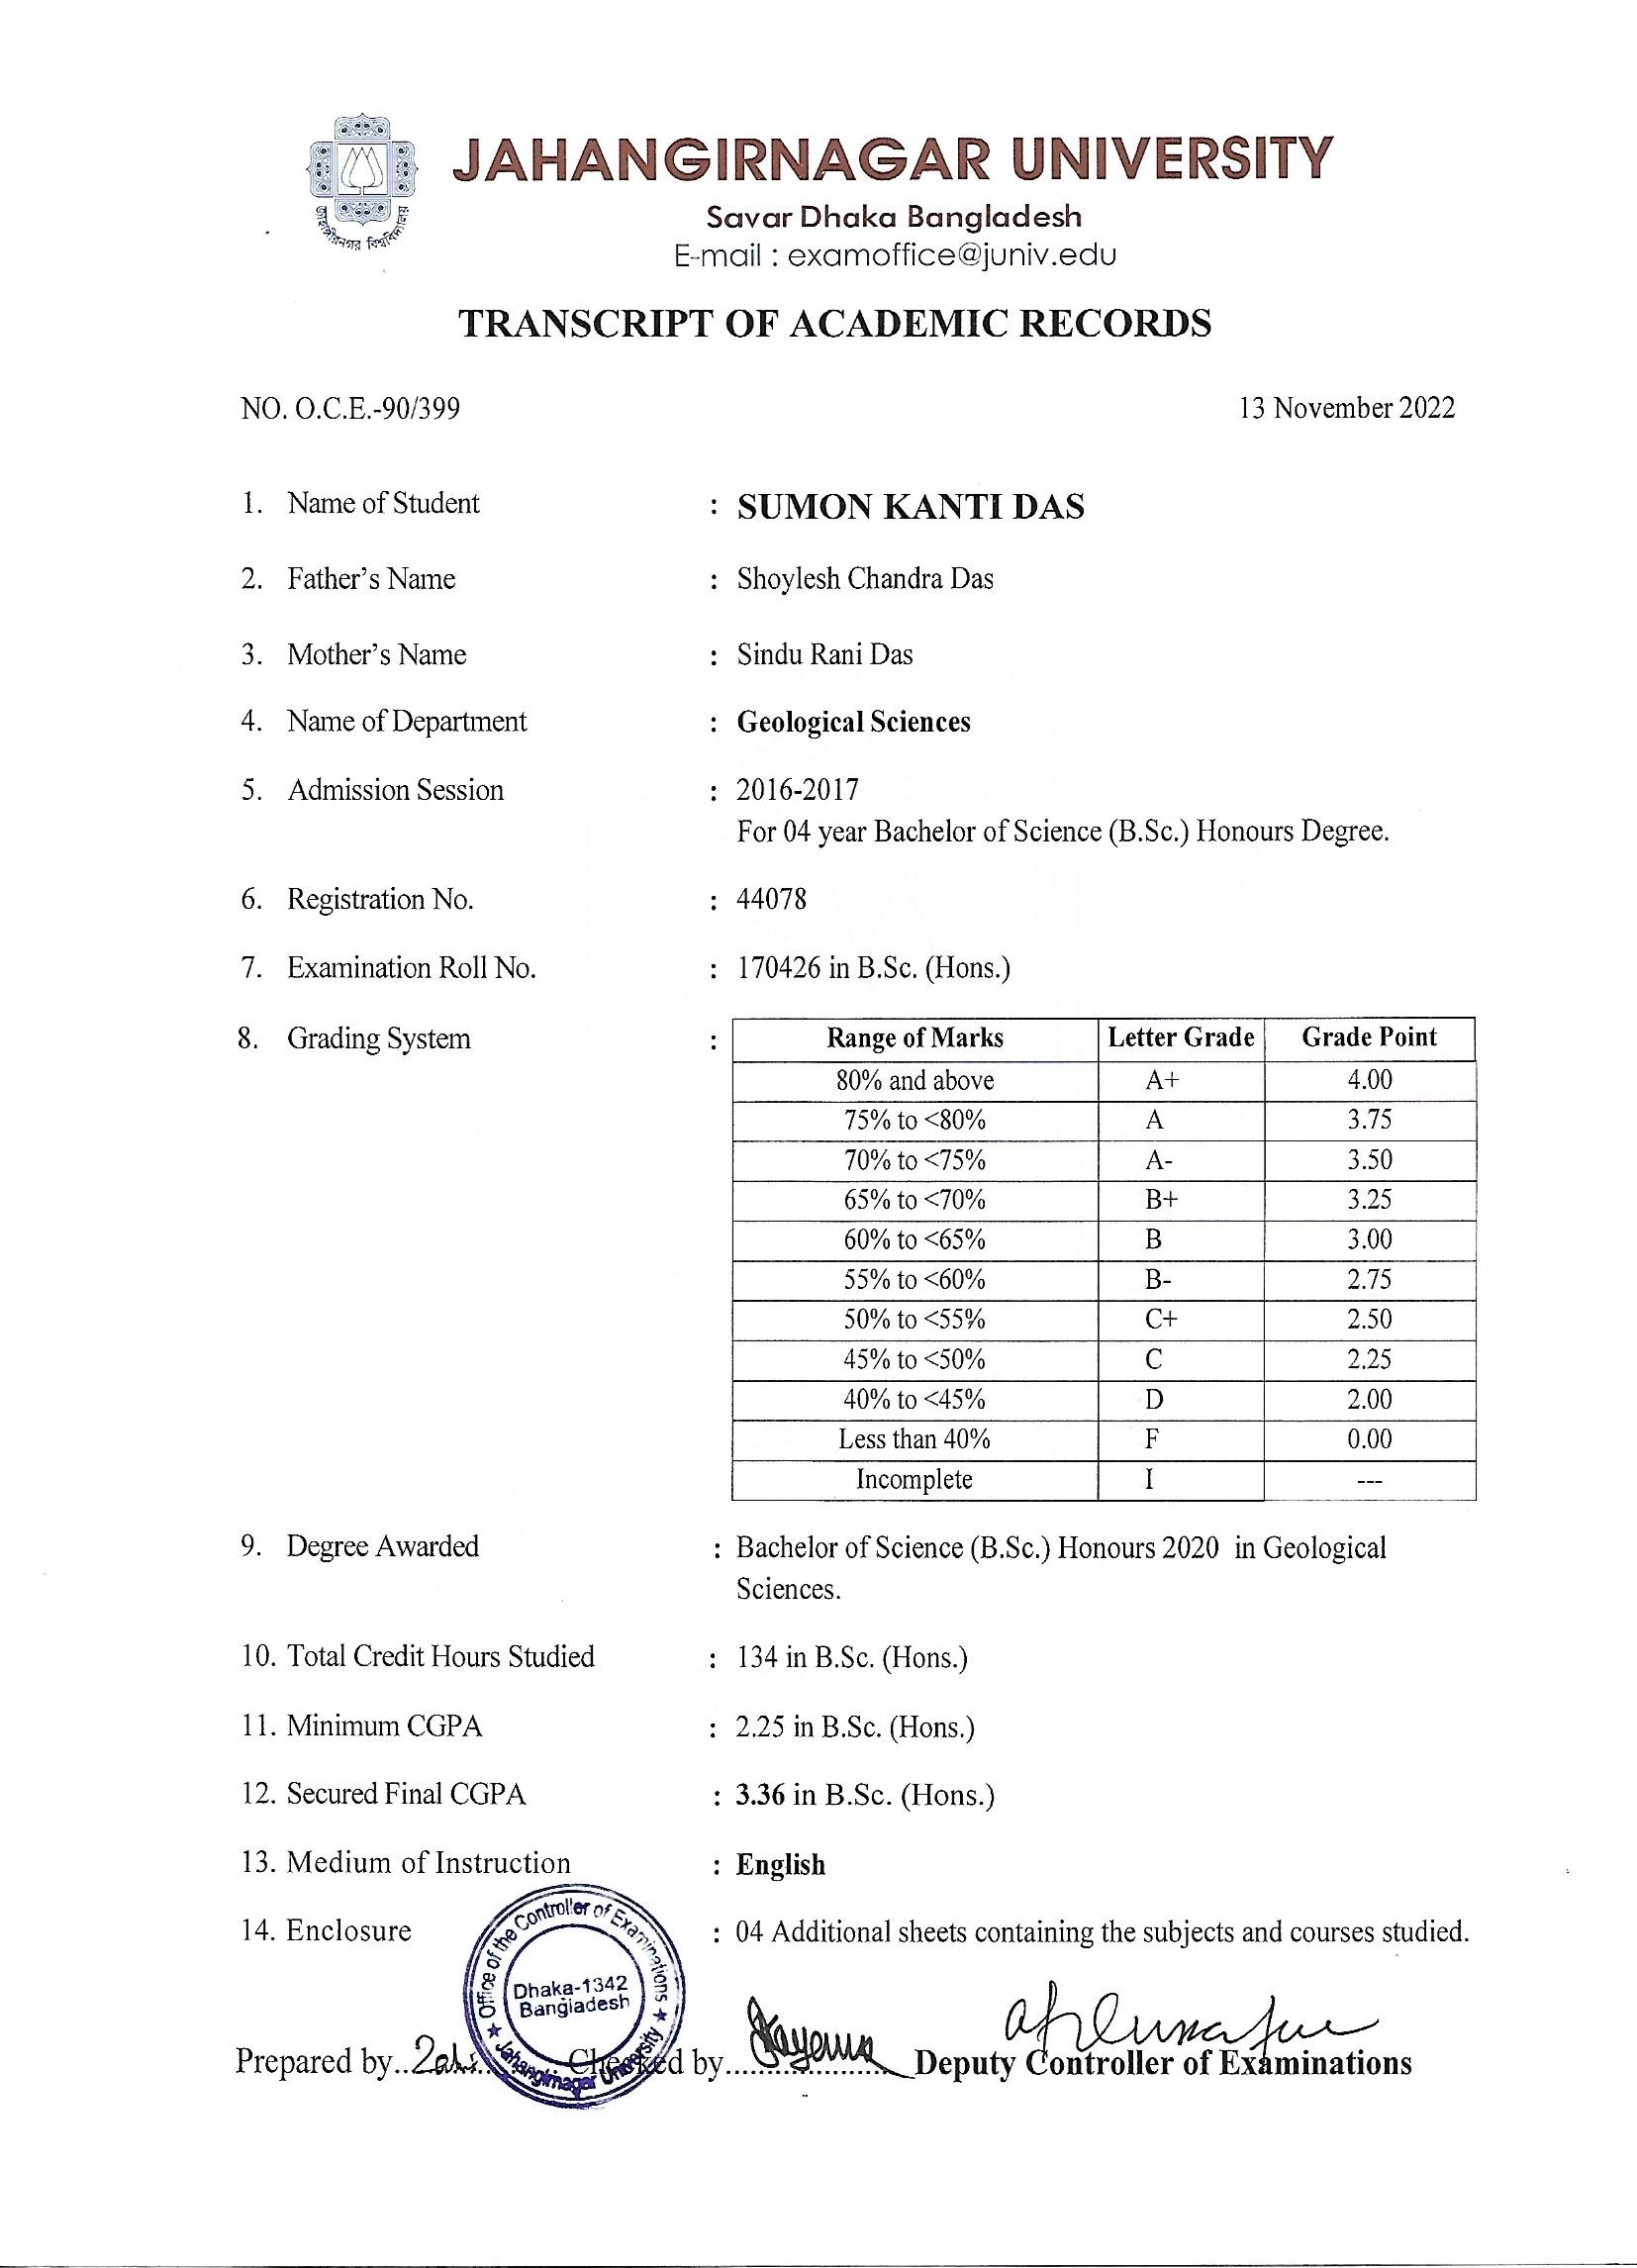 জাহাঙ্গীরনগর বিশ্ববিদ্যালয়
JAHANGIRNAGAR UNIVERSITY
Savar Dhaka Bangladesh
E-mail : examoffice@juniv.edu
TRANSCRIPT OF ACADEMIC RECORDS
NO. O.C.E.-90/399 13 November 2022
1. Name of Student : SUMON KANTI DAS
2. Father's Name : Shoylesh Chandra Das
3. Mother's Name : Sindu Rani Das
4. Name of Department : Geological Sciences
5. Admission Session : 2016-2017
For 04 year Bachelor of Science (B.Sc.) Honours Degree.
6. Registration No. : 44078
7. Examination Roll No. : 170426 in B.Sc. (Hons.)
8. Grading System : Range of Marks Letter Grade Grade Point
80% and above A+ 4.00
75% to <80% A 3.75
70% to <75% A- 3.50
65% to <70% B+ 3.25
60% to <65% B 3.00
55% to <60% B- 2.75
50% to <55% C+ 2.50
45% to <50% C 2.25
40% to <45% D 2.00
Less than 40% F 0.00
Incomplete I ---
9. Degree Awarded : Bachelor of Science (B.Sc.) Honours 2020 in Geological
Sciences.
10. Total Credit Hours Studied : 134 in B.Sc. (Hons.)
11. Minimum CGPA : 2.25 in B.Sc. (Hons.)
12. Secured Final CGPA : 3.36 in B.Sc. (Hons.)
13. Medium of Instruction : English
14. Enclosure : 04 Additional sheets containing the subjects and courses studied.
Office of the Controller of Examinations
Dhaka-1342
Bangladesh
★ Jahangirnagar University ★
Prepared by.. Checked by.................... Deputy Controller of Examinations